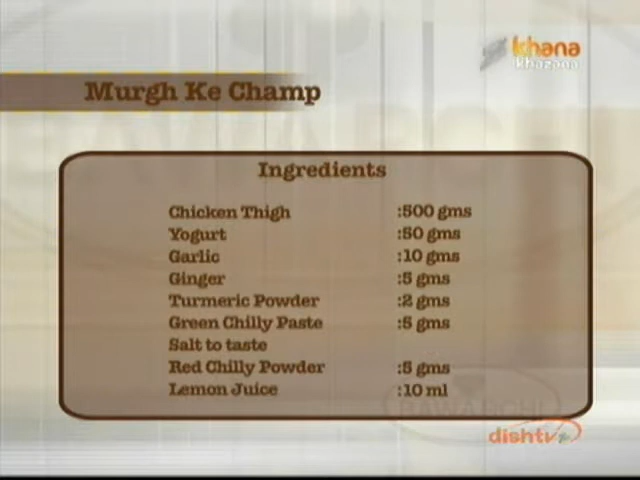 khana
khazana
Murgh Ke Champ
Ingredients
Chicken Thigh :500 gms
Yogurt :50 gms
Garlic :10 gms
Ginger :5 gms
Turmeric Powder :2 gms
Green Chilly Paste :5 gms
Salt to taste
Red Chilly Powder :5 gms
Lemon Juice :10 ml
BAWARCHI
dishtv